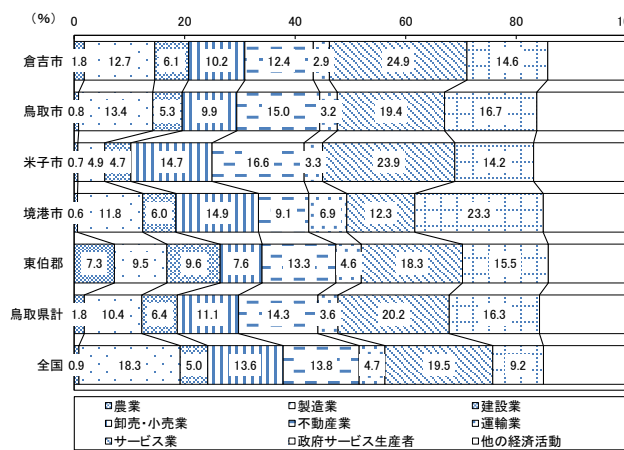 (%) 0 20 40 60 80 100
倉吉市 1.8 12.7 6.1 10.2 12.4 2.9 24.9 14.6
鳥取市 0.8 13.4 5.3 9.9 15.0 3.2 19.4 16.7
米子市 0.7 4.9 4.7 14.7 16.6 3.3 23.9 14.2
境港市 0.6 11.8 6.0 14.9 9.1 6.9 12.3 23.3
東伯郡 7.3 9.5 9.6 7.6 13.3 4.6 18.3 15.5
鳥取県計 1.8 10.4 6.4 11.1 14.3 3.6 20.2 16.3
全国 0.9 18.3 5.0 13.6 13.8 4.7 19.5 9.2
農業 製造業 建設業
卸売・小売業 不動産業 運輸業
サービス業 政府サービス生産者 他の経済活動